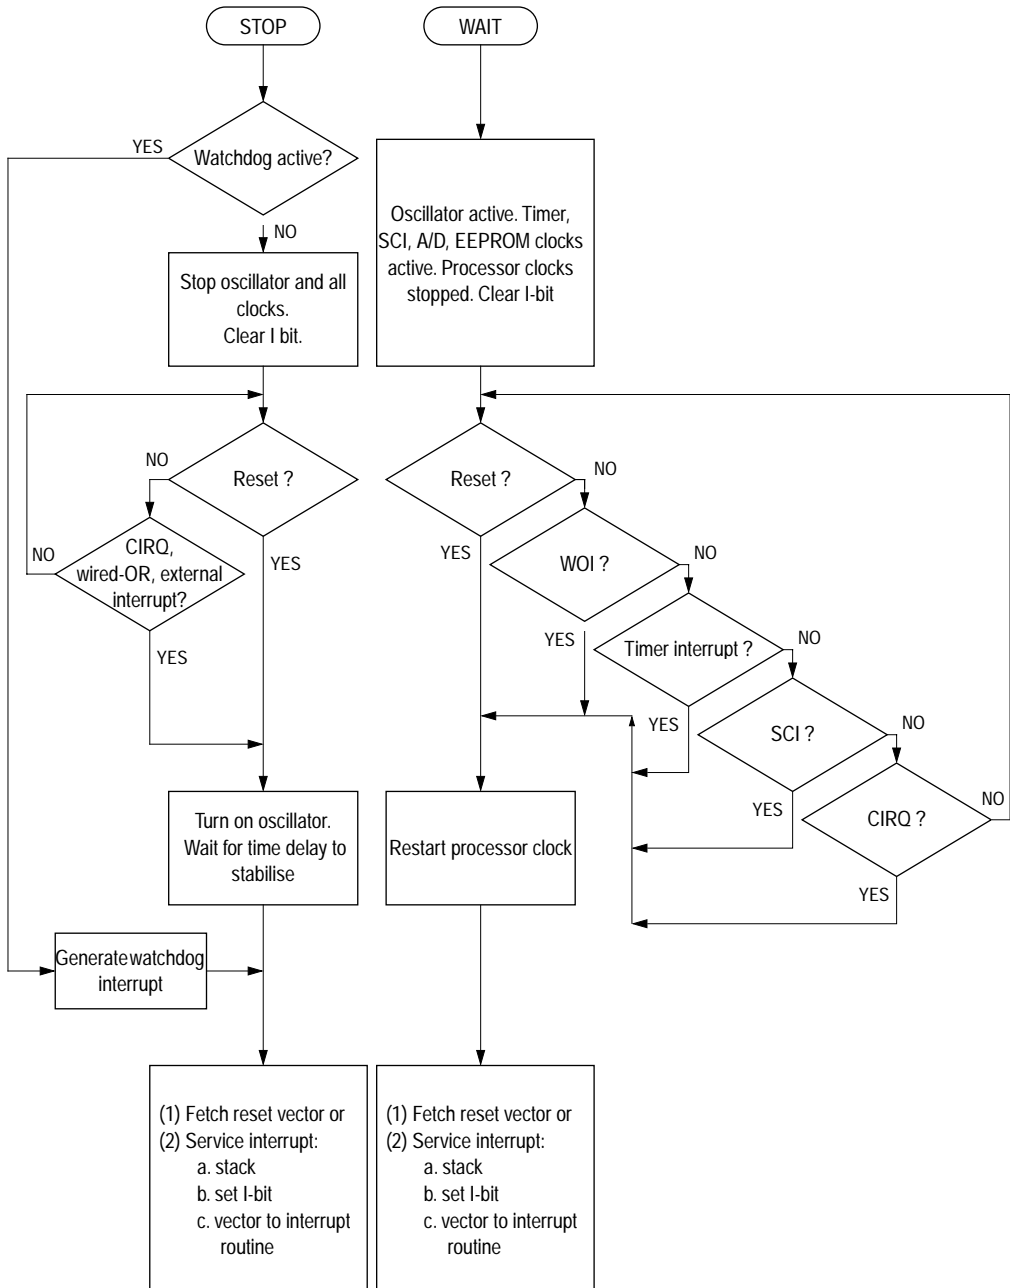 STOP
WAIT
YES
Watchdog active?
NO
Stop oscillator and all
clocks.
Clear I bit.
Oscillator active. Timer,
SCI, A/D, EEPROM clocks
active. Processor clocks
stopped. Clear I-bit
NO
Reset ?
YES
NO
CIRQ,
wired-OR, external
interrupt?
YES
Reset ?
NO
YES
WOI ?
NO
YES
Timer interrupt ?
NO
YES
SCI ?
NO
YES
CIRQ ?
NO
YES
Turn on oscillator.
Wait for time delay to
stabilise
Restart processor clock
Generate watchdog
interrupt
(1) Fetch reset vector or
(2) Service interrupt:
a. stack
b. set I-bit
c. vector to interrupt
routine
(1) Fetch reset vector or
(2) Service interrupt:
a. stack
b. set I-bit
c. vector to interrupt
routine